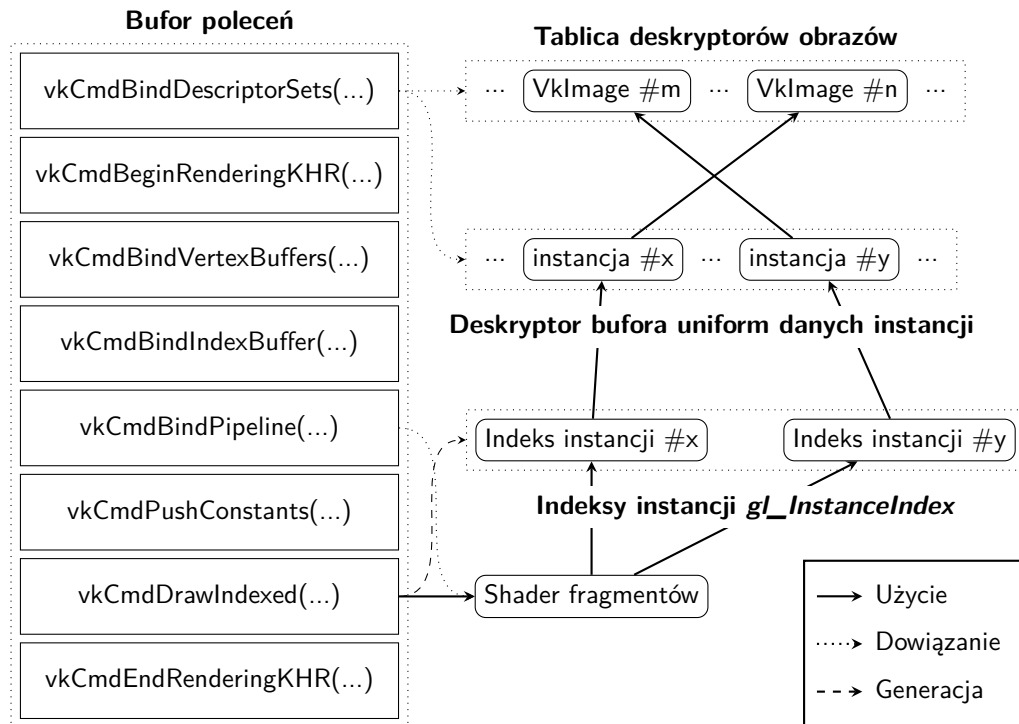 Bufor poleceń
vkCmdBindDescriptorSets(...)
vkCmdBeginRenderingKHR(...)
vkCmdBindVertexBuffers(...)
vkCmdBindIndexBuffer(...)
vkCmdBindPipeline(...)
vkCmdPushConstants(...)
vkCmdDrawIndexed(...)
vkCmdEndRenderingKHR(...)
Tablica deskryptorów obrazów
... VkImage #m ... VkImage #n ...
... instancja #x ... instancja #y ...
Deskryptor bufora uniform danych instancji
Indeks instancji #x Indeks instancji #y
Indeksy instancji gl_InstanceIndex
Shader fragmentów
Użycie
Dowiązanie
Generacja